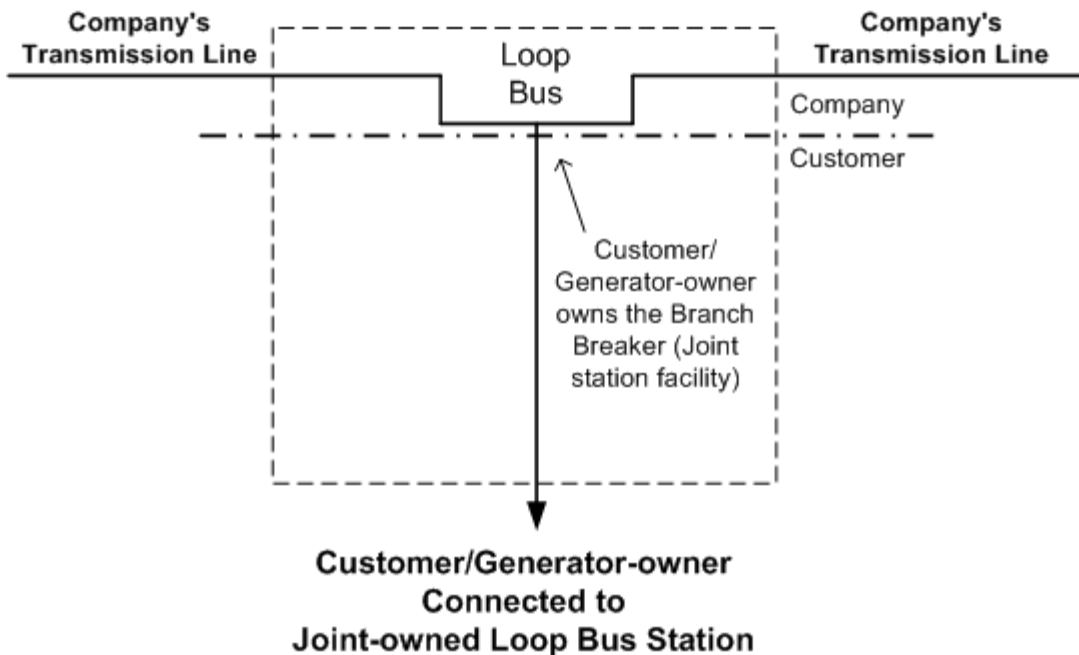 Company's
Transmission Line
Loop
Bus
Company's
Transmission Line
Company
Customer
Customer/
Generator-owner
owns the Branch
Breaker (Joint
station facility)
Customer/Generator-owner
Connected to
Joint-owned Loop Bus Station